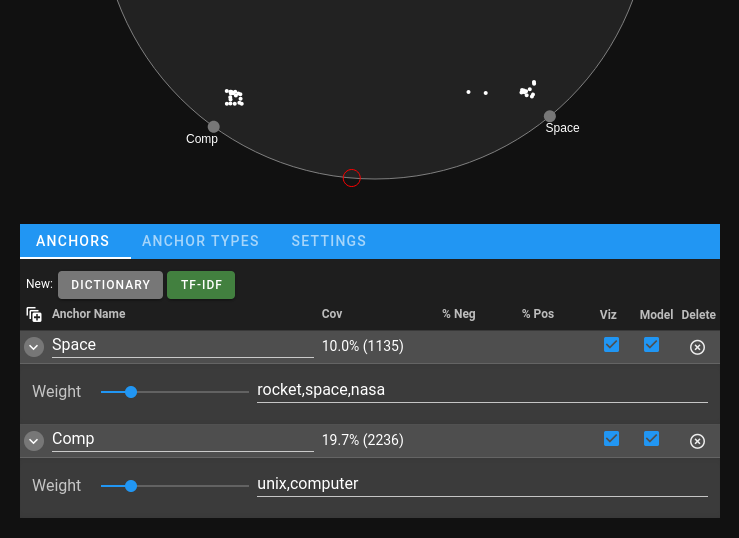 Comp
Space
ANCHORS ANCHOR TYPES SETTINGS
New: DICTIONARY TF-IDF
Anchor Name Cov % Neg % Pos Viz Model Delete
Space 10.0% (1135)
Weight rocket,space,nasa
Comp 19.7% (2236)
Weight unix,computer